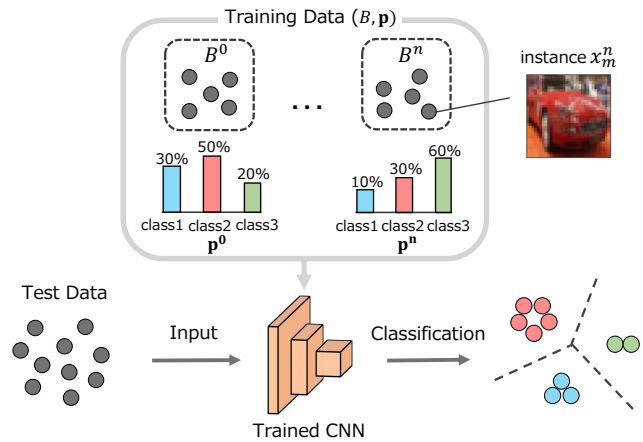 Training Data (B, p)
B⁰
Bⁿ
instance xₘⁿ
...
30%
50%
20%
10%
30%
60%
class1 class2 class3
class1 class2 class3
p⁰
pⁿ
Test Data
Input
Classification
Trained CNN